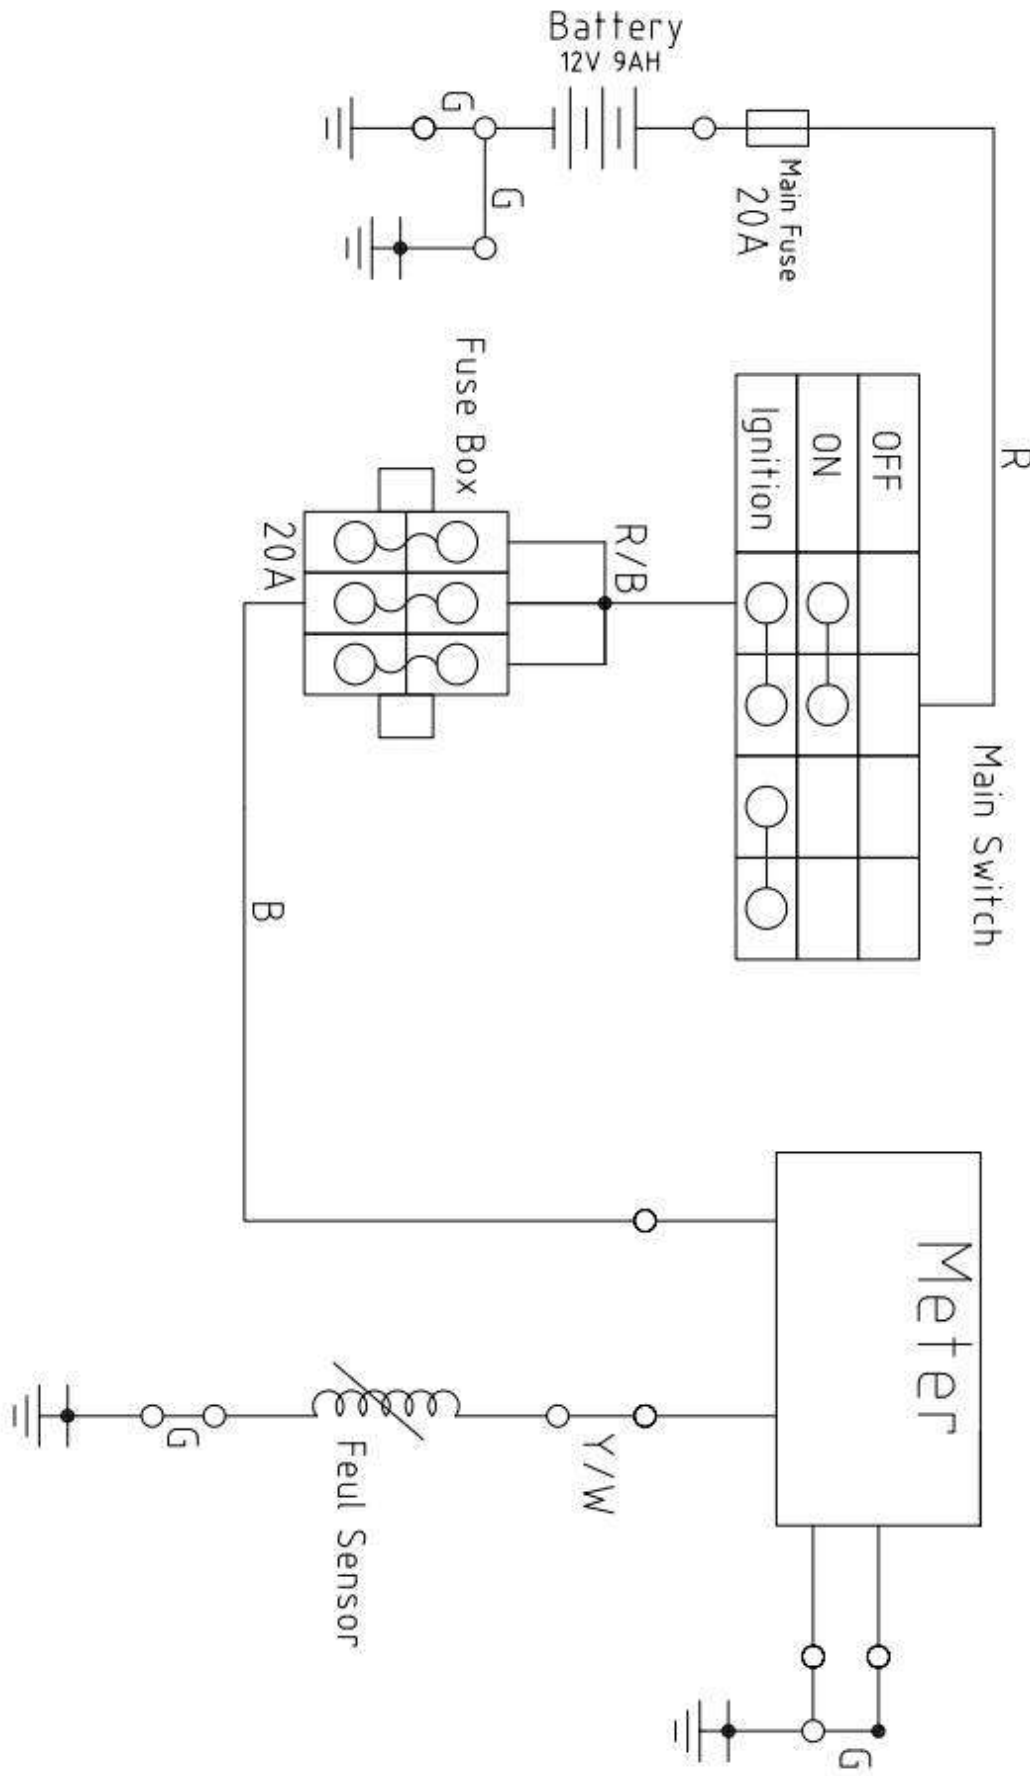 Battery
12V 9AH
G
G
Main Fuse
20A
R
OFF
ON
Ignition
Main Switch
Fuse Box
20A
R/B
B
Meter
Y/W
Feul Sensor
G
G